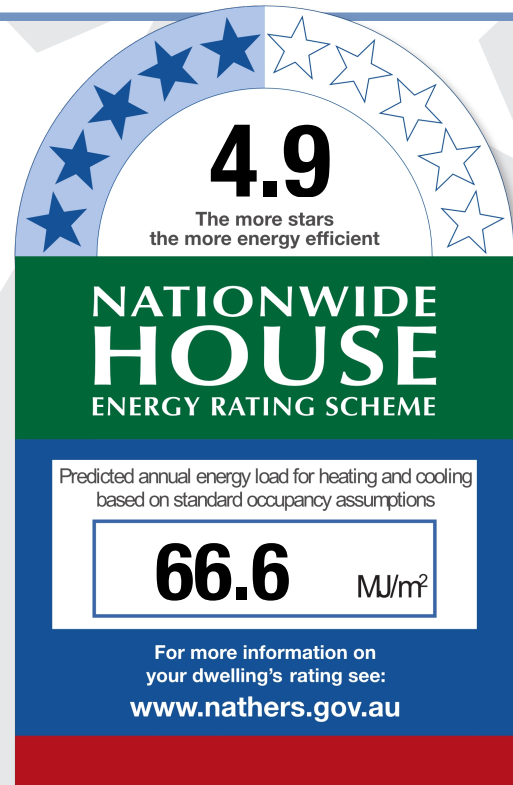 4.9
The more stars
the more energy efficient
NATIONWIDE
HOUSE
ENERGY RATING SCHEME
Predicted annual energy load for heating and cooling
based on standard occupancy assumptions
66.6 MJ/m²
For more information on
your dwelling's rating see:
www.nathers.gov.au